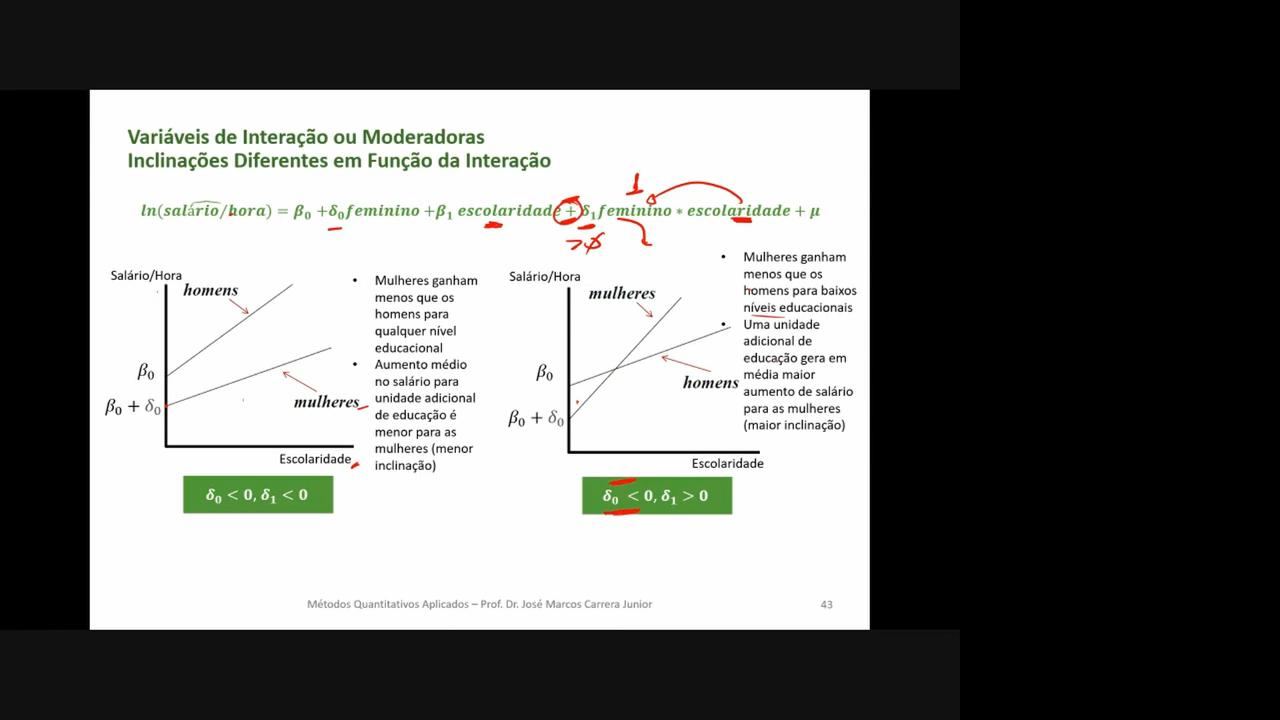 Variáveis de Interação ou Moderadoras
Inclinações Diferentes em Função da Interação
1
ln(salário/hora) = β₀ +δ₀feminino +β₁ escolaridade + δ₁feminino * escolaridade + μ
>∅
Salário/Hora
homens
β₀
β₀ + δ₀
mulheres
Escolaridade
δ₀ < 0, δ₁ < 0
• Mulheres ganham
menos que os
homens para
qualquer nível
educacional
• Aumento médio
no salário para
unidade adicional
de educação é
menor para as
mulheres (menor
inclinação)
Salário/Hora
mulheres
β₀
homens
β₀ + δ₀
Escolaridade
δ₀ < 0, δ₁ > 0
• Mulheres ganham
menos que os
homens para baixos
níveis educacionais
• Uma unidade
adicional de
educação gera em
média maior
aumento de salário
para as mulheres
(maior inclinação)
Métodos Quantitativos Aplicados – Prof. Dr. José Marcos Carrera Junior
43